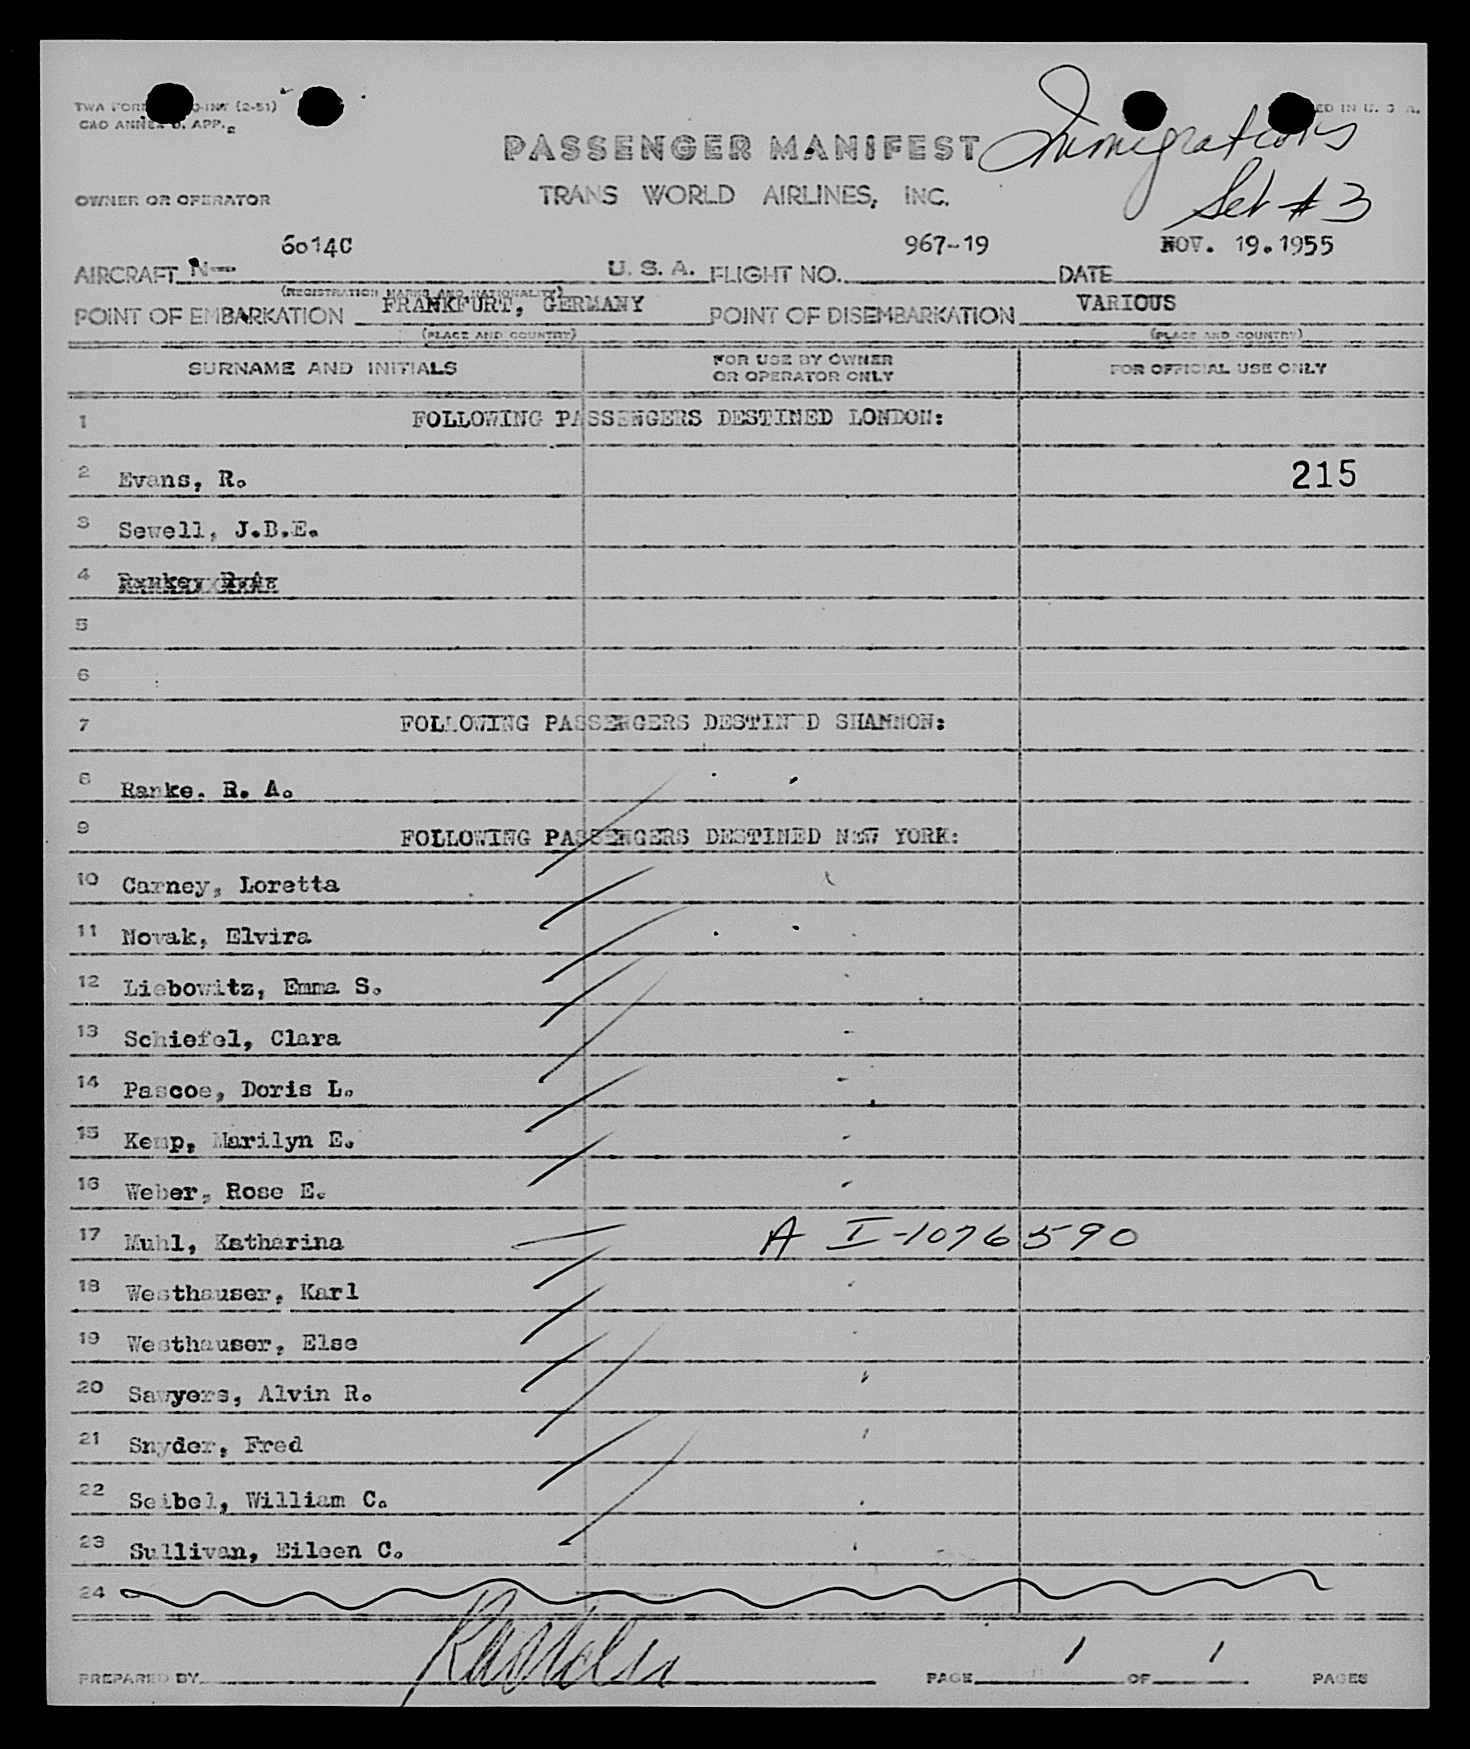 TWA FORM (2-51)
CAO ANNEX 9, APP. C
ED IN U. S. A.
PASSENGER MANIFEST
Immigrations
Set # 3
OWNER OR OPERATOR
TRANS WORLD AIRLINES, INC.
AIRCRAFT N- 6014C U. S. A. FLIGHT NO. 967-19 DATE NOV. 19.1955
(REGISTRATION MARKS AND NATIONALITY)
POINT OF EMBARKATION FRANKFURT, GERMANY POINT OF DISEMBARKATION VARIOUS
(PLACE AND COUNTRY) (PLACE AND COUNTRY)
SURNAME AND INITIALS FOR USE BY OWNER OR OPERATOR ONLY FOR OFFICIAL USE ONLY
1 FOLLOWING PASSENGERS DESTINED LONDON:
2 Evans, R. 215
3 Sewell, J.B.E.
4 Ranke, R.A.
5
6
7 FOLLOWING PASSENGERS DESTINED SHANNON:
8 Ranke. R. A.
9 FOLLOWING PASSENGERS DESTINED NEW YORK:
10 Carney, Loretta
11 Novak, Elvira
12 Liebowitz, Emma S.
13 Schiefel, Clara
14 Pascoe, Doris L.
15 Kemp, Marilyn E.
16 Weber, Rose E.
17 Muhl, Katharina A I-1076590
18 Westhauser, Karl
19 Westhauser, Else
20 Sawyers, Alvin R.
21 Snyder, Fred
22 Seibel, William C.
23 Sullivan, Eileen C.
24
PREPARED BY PAGE 1 OF 1 PAGES